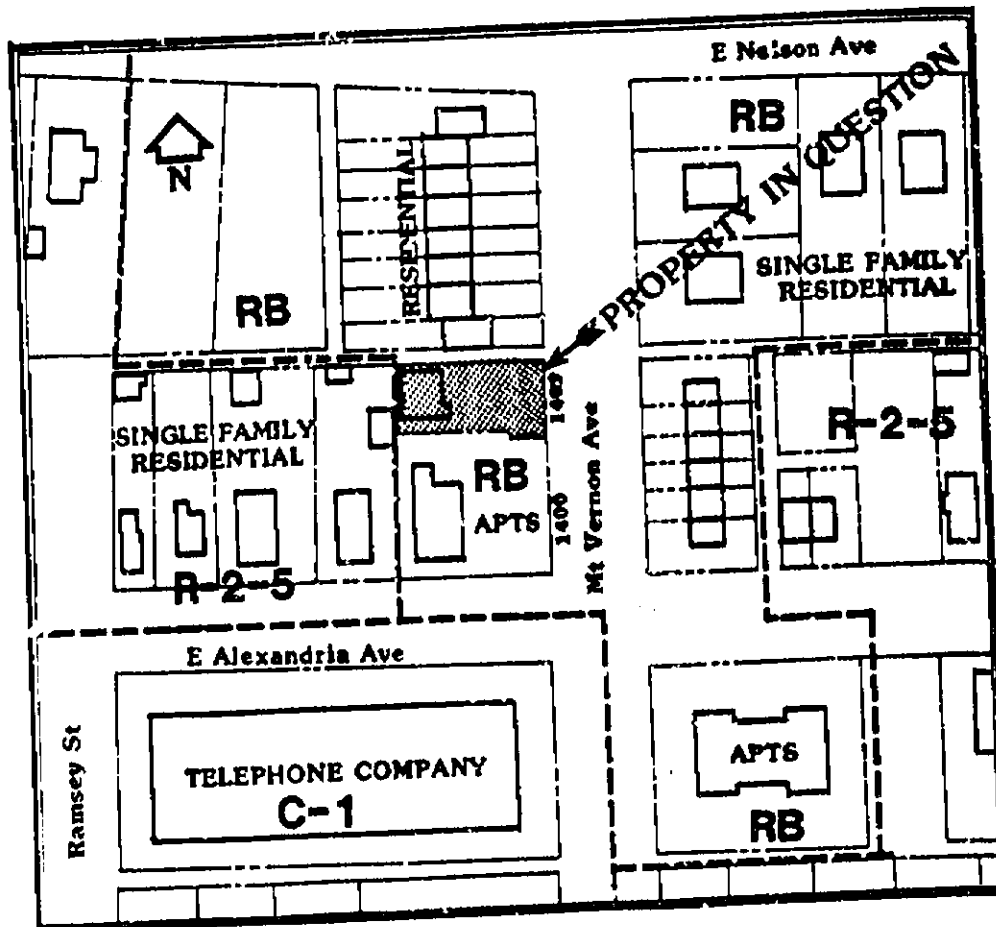 E Nelson Ave
RB
PROPERTY IN QUESTION
N
RESIDENTIAL
SINGLE FAMILY
RESIDENTIAL
RB
SINGLE FAMILY
RESIDENTIAL
R-2-5
RB
APTS
1400
Mt Vernon Ave
R-2-5
E Alexandria Ave
Ramsey St
TELEPHONE COMPANY
C-1
APTS
RB